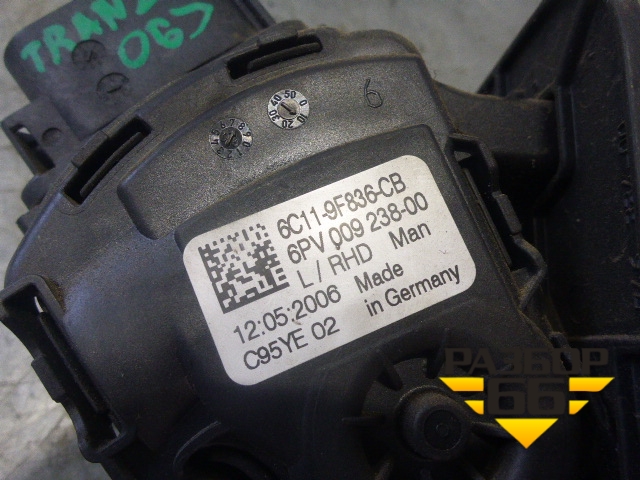 TRANZ
06>
6
6C11-9F836-CB
6PV 009 238-00
L / RHD Man
12:05:2006 Made
C95YE 02 in Germany
РАЗБОР
66